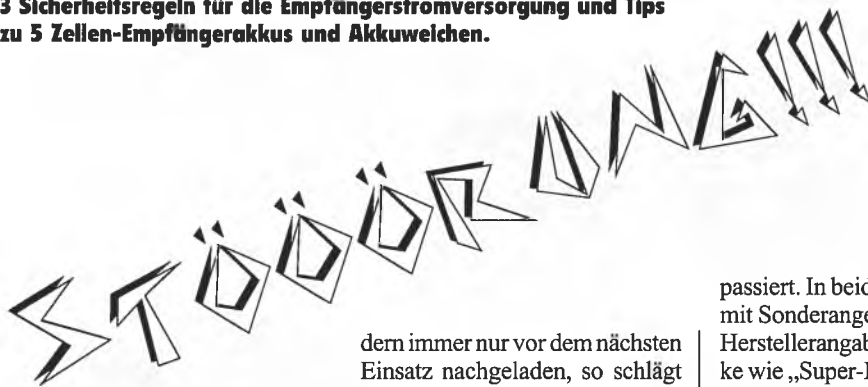 3 Sicherheitsregeln für die Empfängerstromversorgung und Tips
zu 5 Zellen-Empfängerakkus und Akkuweichen.
STÖÖÖRUNG!!!
dern immer nur vor dem nächsten
Einsatz nachgeladen, so schlägt
passiert. In beid
mit Sonderange
Herstellerangab
ke wie „Super-